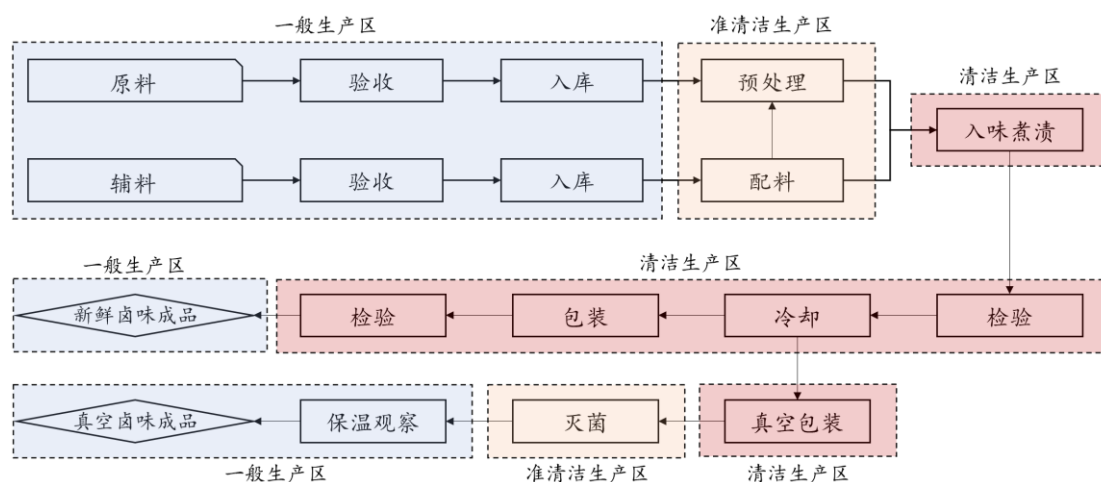 一般生产区
准清洁生产区
清洁生产区
原料
验收
入库
预处理
入味煮渍
辅料
验收
入库
配料
一般生产区
清洁生产区
新鲜卤味成品
检验
包装
冷却
检验
真空卤味成品
保温观察
灭菌
真空包装
一般生产区
准清洁生产区
清洁生产区